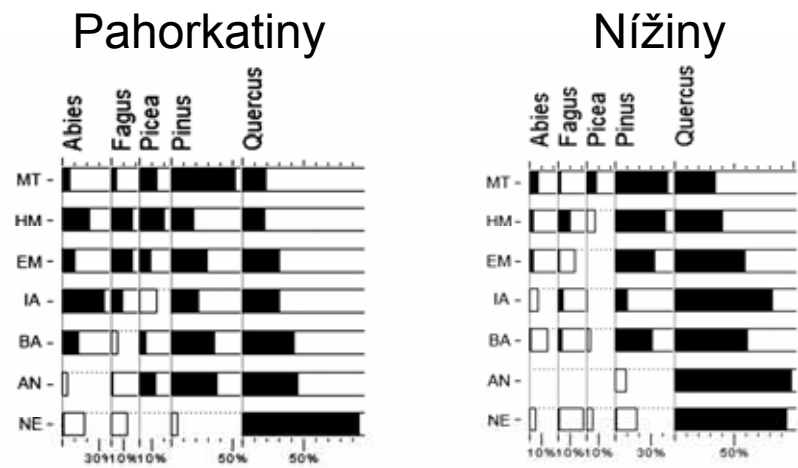 Pahorkatiny
Nížiny
Abies Fagus Picea Pinus Quercus
Abies Fagus Picea Pinus Quercus
MT
HM
EM
IA
BA
AN
NE
30% 10% 10% 50% 50%
MT
HM
EM
IA
BA
AN
NE
10% 10% 10% 30% 50%